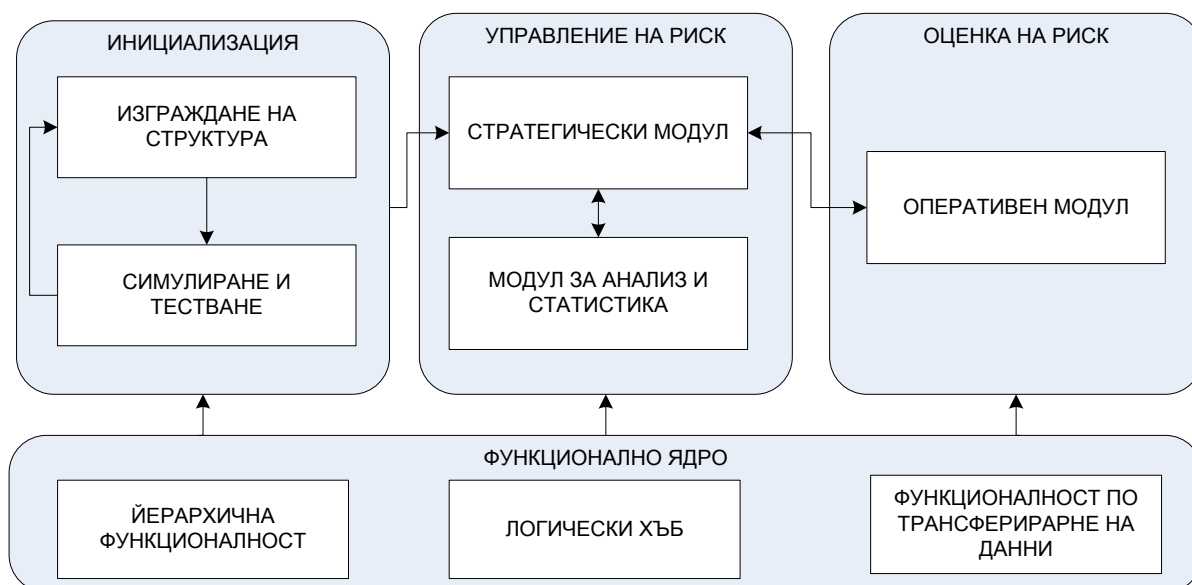 ИНИЦИАЛИЗАЦИЯ
ИЗГРАЖДАНЕ НА
СТРУКТУРА
СИМУЛИРАНЕ И
ТЕСТВАНЕ
УПРАВЛЕНИЕ НА РИСК
СТРАТЕГИЧЕСКИ МОДУЛ
МОДУЛ ЗА АНАЛИЗ И
СТАТИСТИКА
ОЦЕНКА НА РИСК
ОПЕРАТИВЕН МОДУЛ
ФУНКЦИОНАЛНО ЯДРО
ЙЕРАРХИЧНА
ФУНКЦИОНАЛНОСТ
ЛОГИЧЕСКИ ХЪБ
ФУНКЦИОНАЛНОСТ ПО
ТРАНСФЕРИРАРНЕ НА
ДАННИ